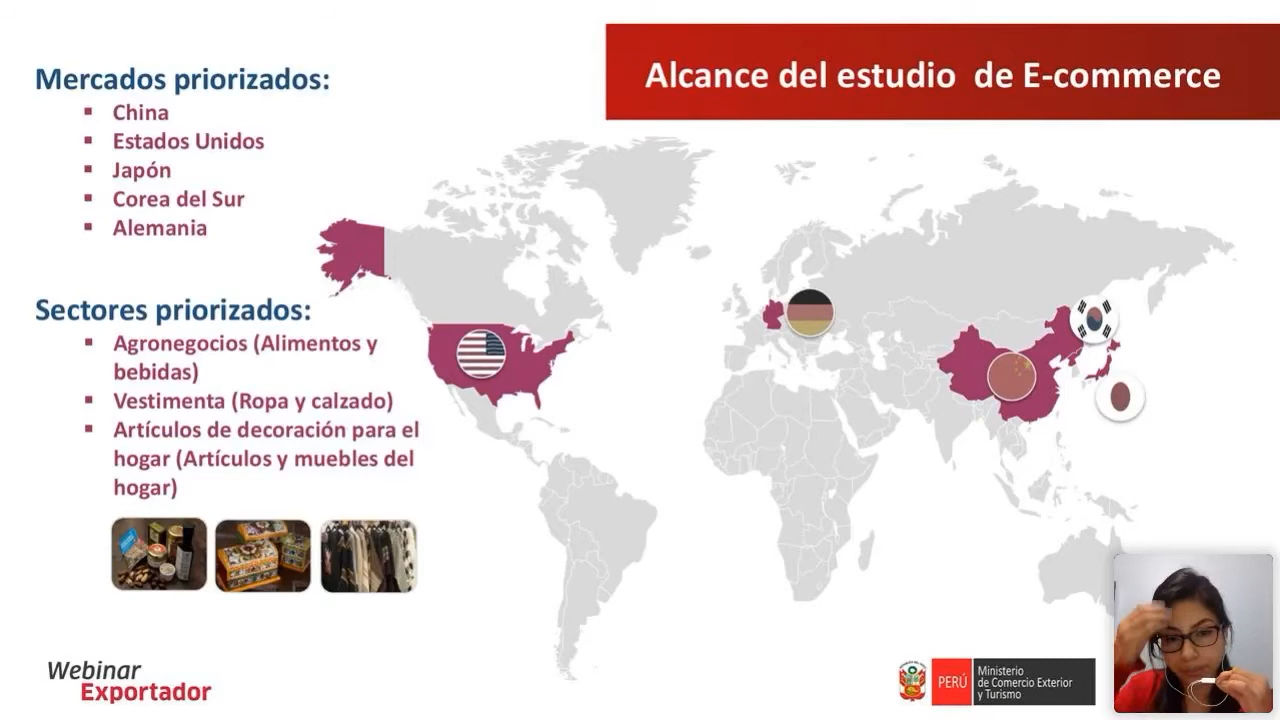 Alcance del estudio de E-commerce
Mercados priorizados:
▪ China
▪ Estados Unidos
▪ Japón
▪ Corea del Sur
▪ Alemania
Sectores priorizados:
▪ Agronegocios (Alimentos y
bebidas)
▪ Vestimenta (Ropa y calzado)
▪ Artículos de decoración para el
hogar (Artículos y muebles del
hogar)
Webinar
Exportador
PERÚ
Ministerio
de Comercio Exterior
y Turismo